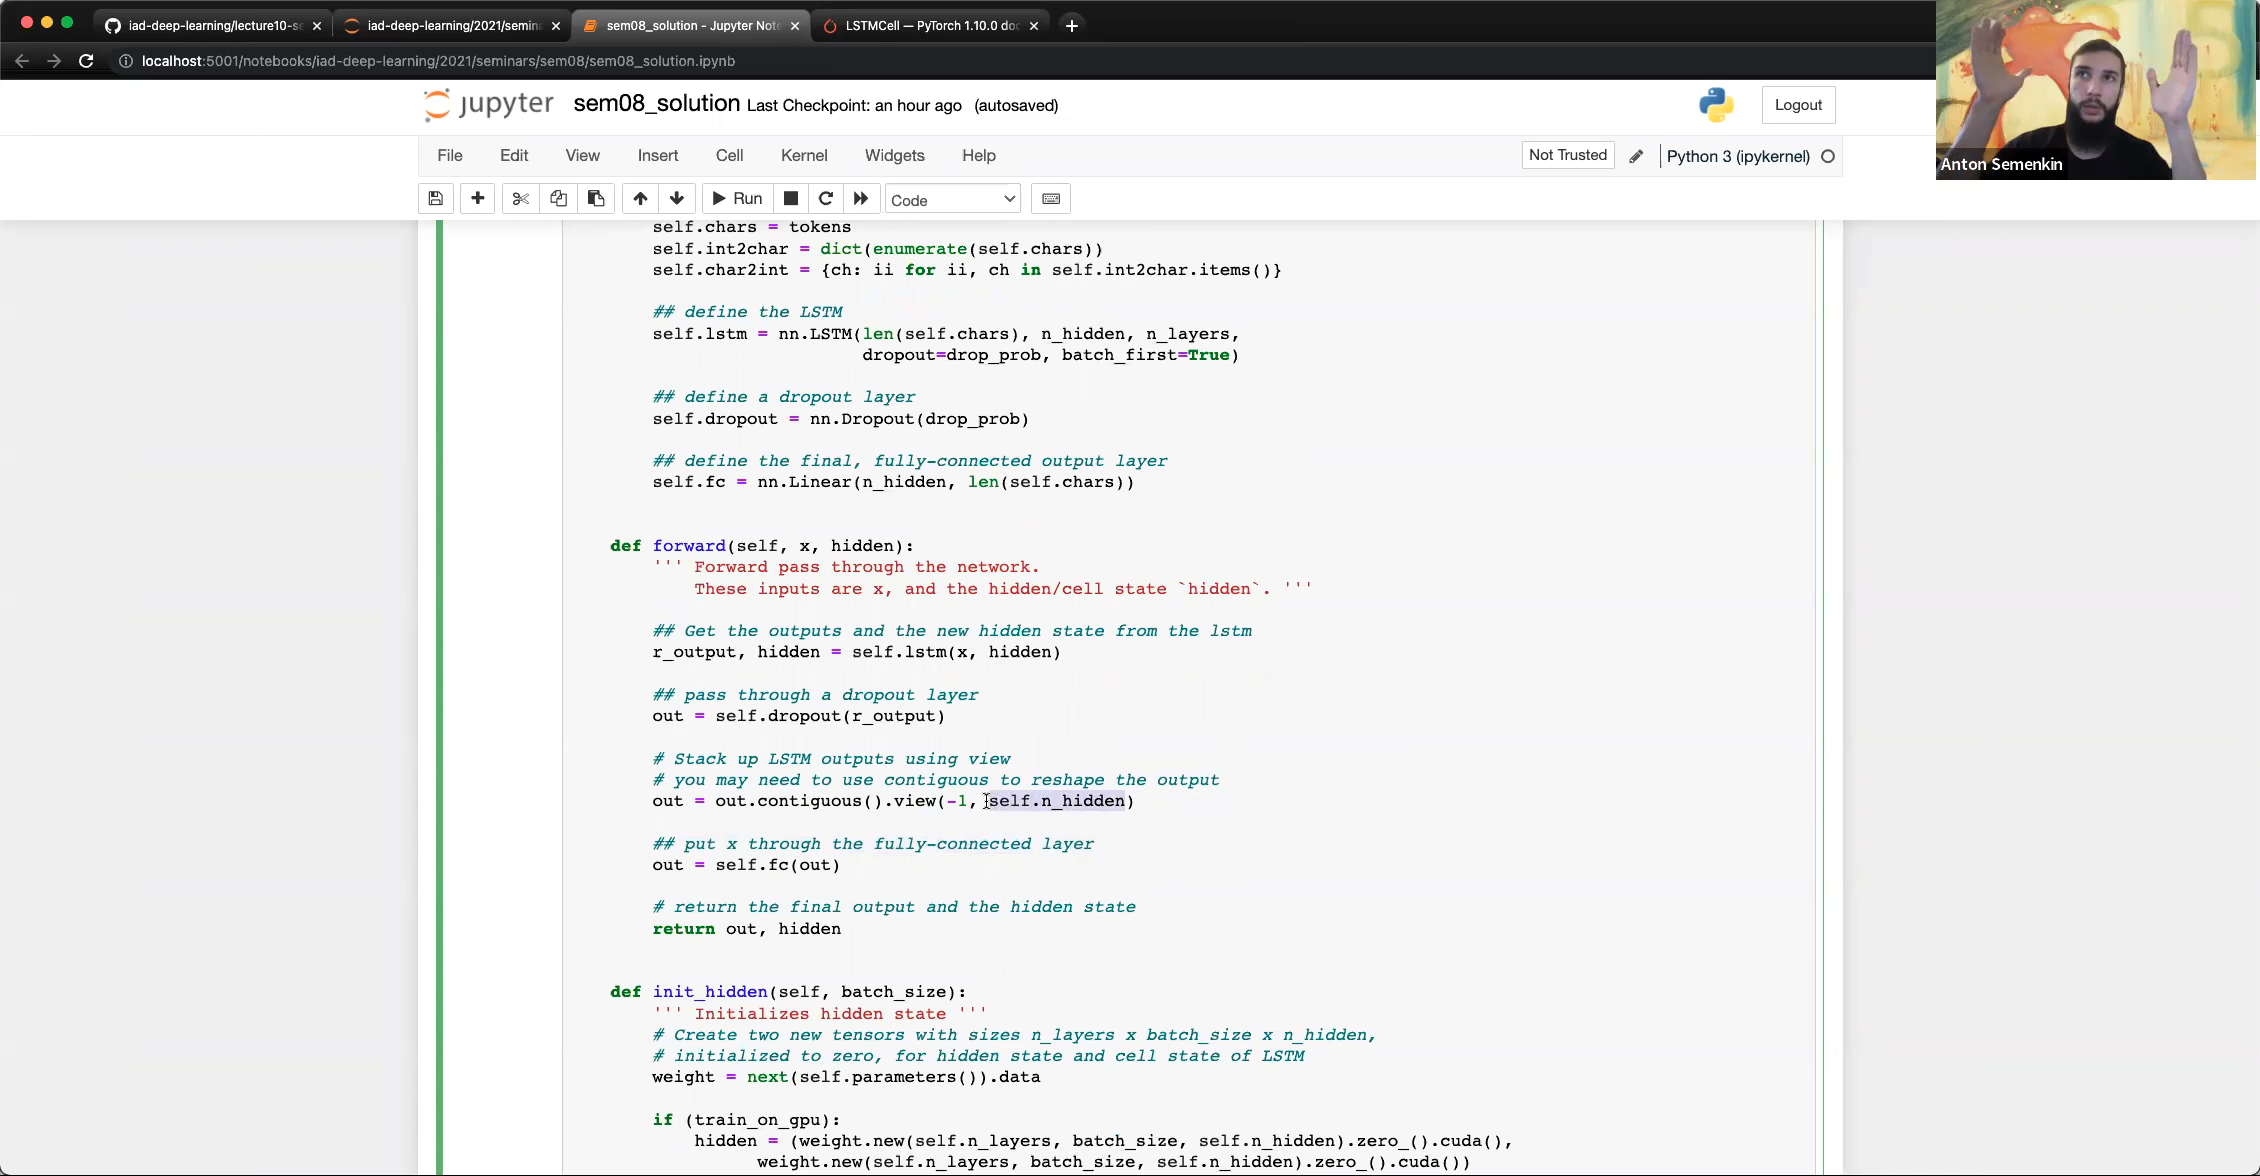 iad-deep-learning/lecture10-se
iad-deep-learning/2021/semina
sem08_solution - Jupyter Note
LSTMCell — PyTorch 1.10.0 doc
localhost:5001/notebooks/iad-deep-learning/2021/seminars/sem08/sem08_solution.ipynb
Anton Semenkin
jupyter sem08_solution Last Checkpoint: an hour ago (autosaved)
Logout
File Edit View Insert Cell Kernel Widgets Help
Not Trusted
Python 3 (ipykernel)
Run
Code
self.chars = tokens
self.int2char = dict(enumerate(self.chars))
self.char2int = {ch: ii for ii, ch in self.int2char.items()}
## define the LSTM
self.lstm = nn.LSTM(len(self.chars), n_hidden, n_layers,
dropout=drop_prob, batch_first=True)
## define a dropout layer
self.dropout = nn.Dropout(drop_prob)
## define the final, fully-connected output layer
self.fc = nn.Linear(n_hidden, len(self.chars))
def forward(self, x, hidden):
''' Forward pass through the network.
These inputs are x, and the hidden/cell state `hidden`. '''
## Get the outputs and the new hidden state from the lstm
r_output, hidden = self.lstm(x, hidden)
## pass through a dropout layer
out = self.dropout(r_output)
# Stack up LSTM outputs using view
# you may need to use contiguous to reshape the output
out = out.contiguous().view(-1, self.n_hidden)
## put x through the fully-connected layer
out = self.fc(out)
# return the final output and the hidden state
return out, hidden
def init_hidden(self, batch_size):
''' Initializes hidden state '''
# Create two new tensors with sizes n_layers x batch_size x n_hidden,
# initialized to zero, for hidden state and cell state of LSTM
weight = next(self.parameters()).data
if (train_on_gpu):
hidden = (weight.new(self.n_layers, batch_size, self.n_hidden).zero_().cuda(),
weight.new(self.n_layers, batch_size, self.n_hidden).zero_().cuda())